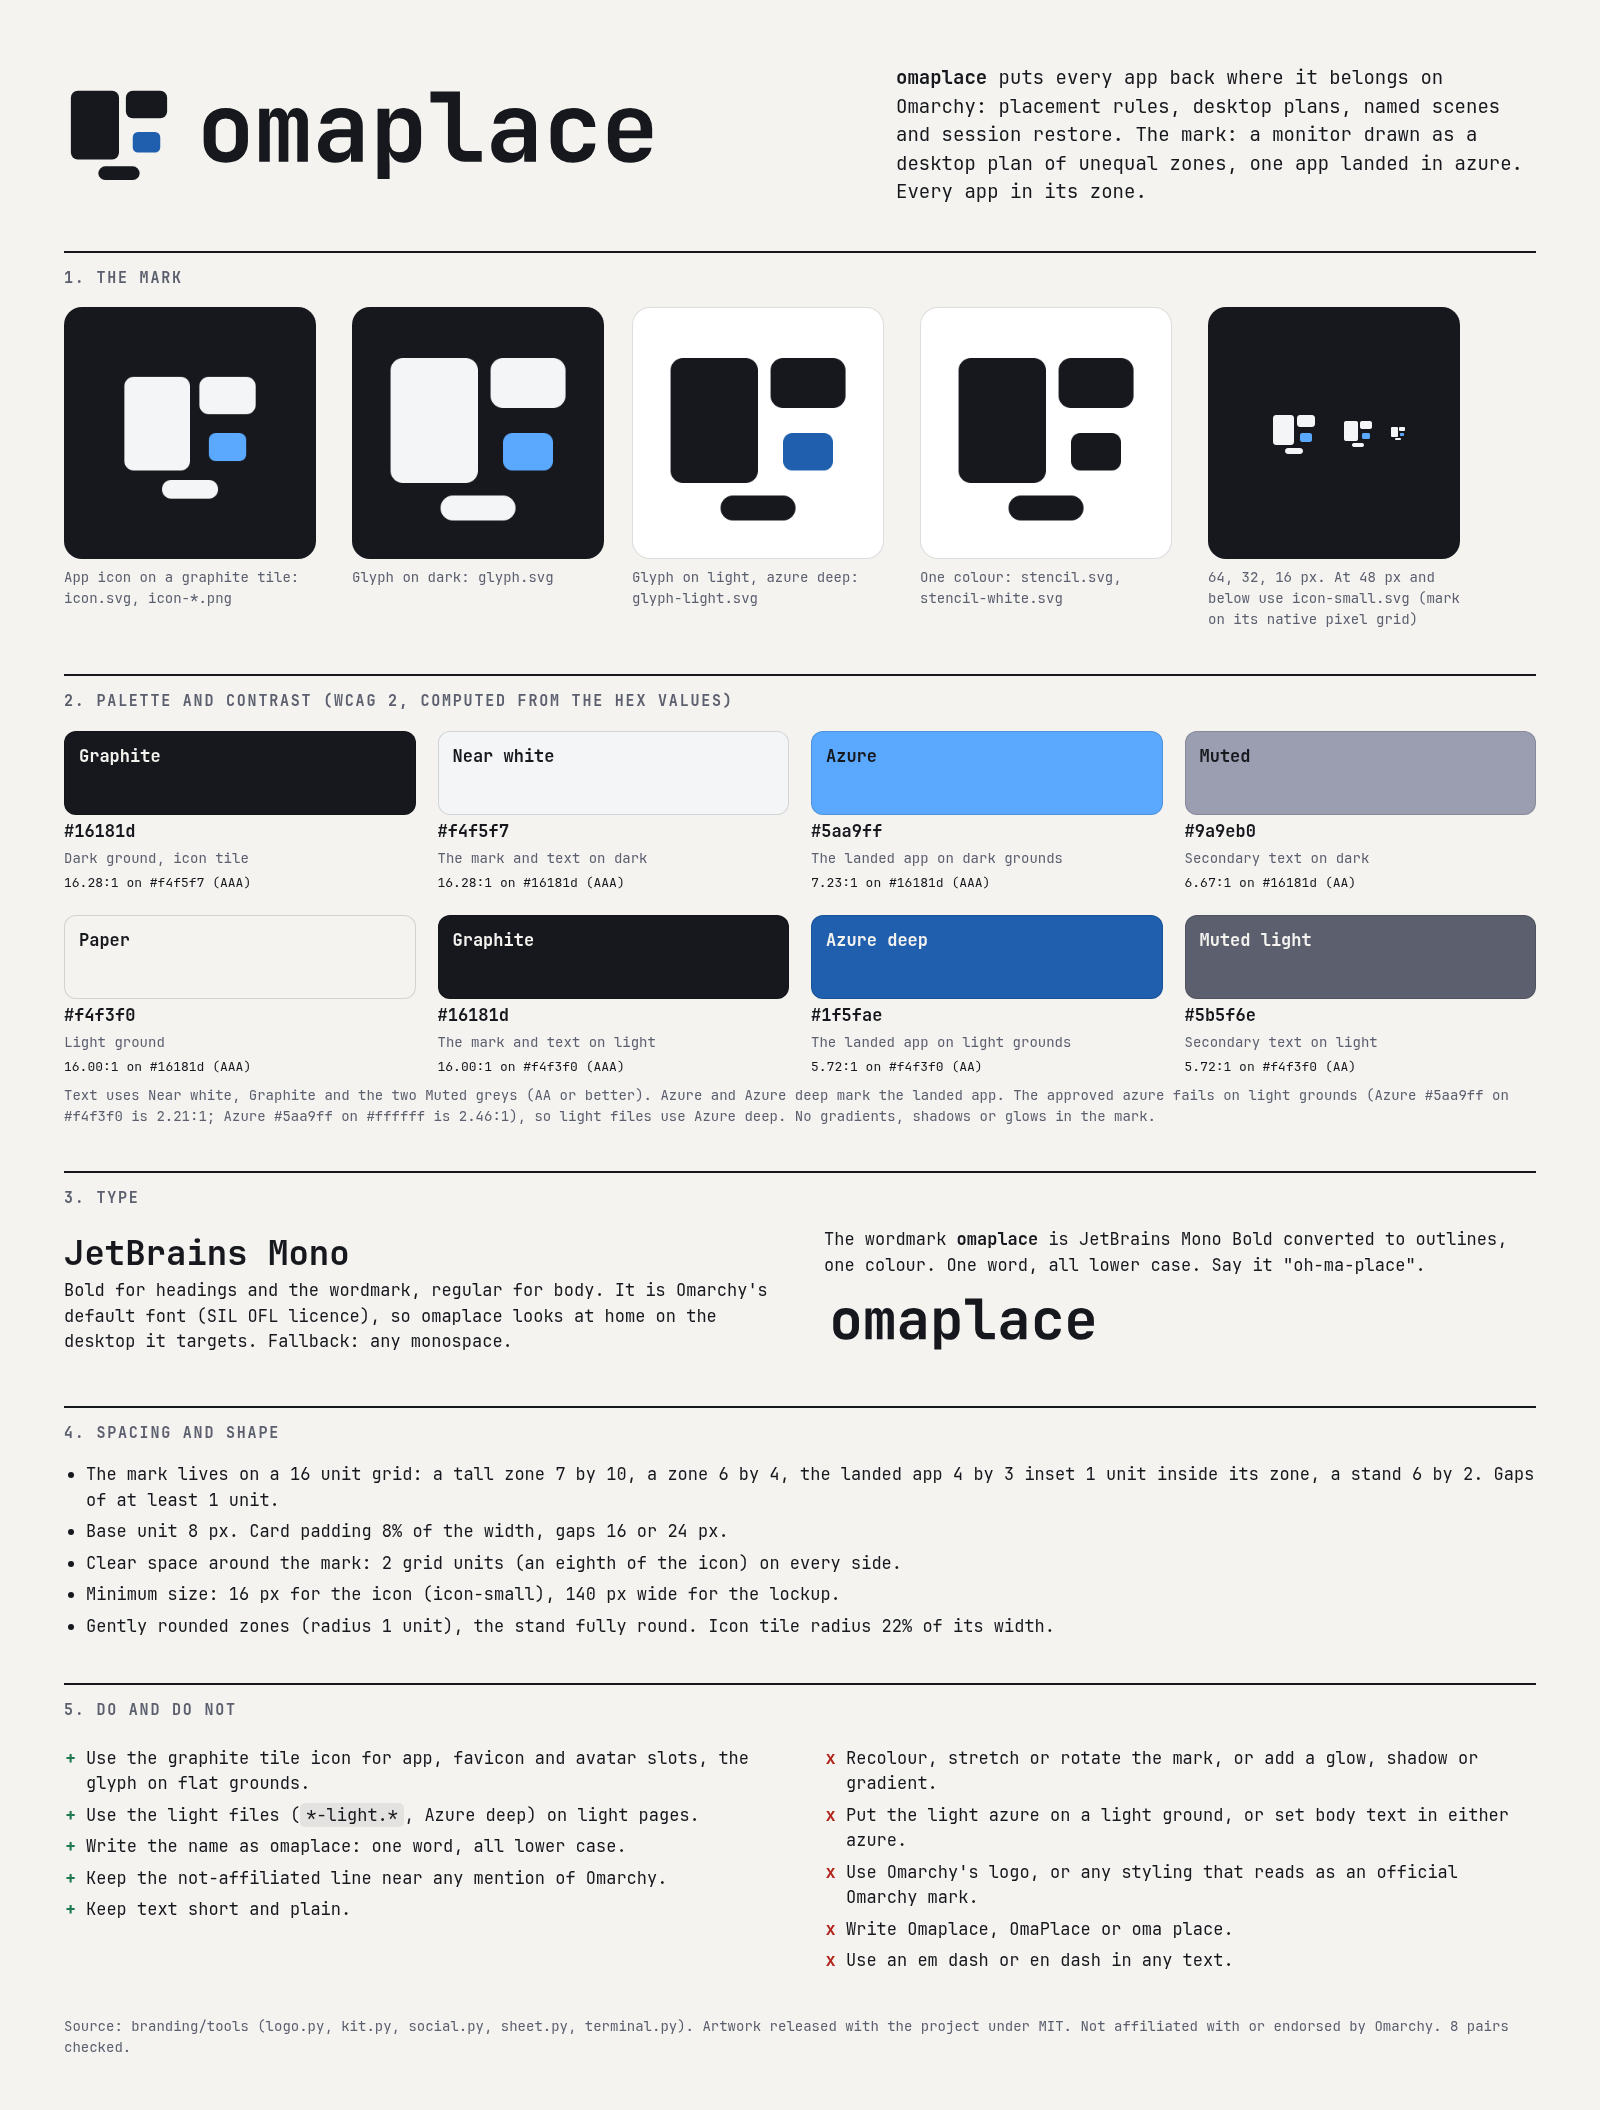 omaplace
omaplace puts every app back where it belongs on
Omarchy: placement rules, desktop plans, named scenes
and session restore. The mark: a monitor drawn as a
desktop plan of unequal zones, one app landed in azure.
Every app in its zone.
1. THE MARK
App icon on a graphite tile:
icon.svg, icon-*.png
Glyph on dark: glyph.svg
Glyph on light, azure deep:
glyph-light.svg
One colour: stencil.svg,
stencil-white.svg
64, 32, 16 px. At 48 px and
below use icon-small.svg (mark
on its native pixel grid)
2. PALETTE AND CONTRAST (WCAG 2, COMPUTED FROM THE HEX VALUES)
Graphite
#16181d
Dark ground, icon tile
16.28:1 on #f4f5f7 (AAA)
Near white
#f4f5f7
The mark and text on dark
16.28:1 on #16181d (AAA)
Azure
#5aa9ff
The landed app on dark grounds
7.23:1 on #16181d (AAA)
Muted
#9a9eb0
Secondary text on dark
6.67:1 on #16181d (AA)
Paper
#f4f3f0
Light ground
16.00:1 on #16181d (AAA)
Graphite
#16181d
The mark and text on light
16.00:1 on #f4f3f0 (AAA)
Azure deep
#1f5fae
The landed app on light grounds
5.72:1 on #f4f3f0 (AA)
Muted light
#5b5f6e
Secondary text on light
5.72:1 on #f4f3f0 (AA)
Text uses Near white, Graphite and the two Muted greys (AA or better). Azure and Azure deep mark the landed app. The approved azure fails on light grounds (Azure #5aa9ff on
#f4f3f0 is 2.21:1; Azure #5aa9ff on #ffffff is 2.46:1), so light files use Azure deep. No gradients, shadows or glows in the mark.
3. TYPE
JetBrains Mono
Bold for headings and the wordmark, regular for body. It is Omarchy's
default font (SIL OFL licence), so omaplace looks at home on the
desktop it targets. Fallback: any monospace.
The wordmark omaplace is JetBrains Mono Bold converted to outlines,
one colour. One word, all lower case. Say it "oh-ma-place".
omaplace
4. SPACING AND SHAPE
• The mark lives on a 16 unit grid: a tall zone 7 by 10, a zone 6 by 4, the landed app 4 by 3 inset 1 unit inside its zone, a stand 6 by 2. Gaps
of at least 1 unit.
• Base unit 8 px. Card padding 8% of the width, gaps 16 or 24 px.
• Clear space around the mark: 2 grid units (an eighth of the icon) on every side.
• Minimum size: 16 px for the icon (icon-small), 140 px wide for the lockup.
• Gently rounded zones (radius 1 unit), the stand fully round. Icon tile radius 22% of its width.
5. DO AND DO NOT
+ Use the graphite tile icon for app, favicon and avatar slots, the
glyph on flat grounds.
+ Use the light files (*-light.*, Azure deep) on light pages.
+ Write the name as omaplace: one word, all lower case.
+ Keep the not-affiliated line near any mention of Omarchy.
+ Keep text short and plain.
x Recolour, stretch or rotate the mark, or add a glow, shadow or
gradient.
x Put the light azure on a light ground, or set body text in either
azure.
x Use Omarchy's logo, or any styling that reads as an official
Omarchy mark.
x Write Omaplace, OmaPlace or oma place.
x Use an em dash or en dash in any text.
Source: branding/tools (logo.py, kit.py, social.py, sheet.py, terminal.py). Artwork released with the project under MIT. Not affiliated with or endorsed by Omarchy. 8 pairs
checked.